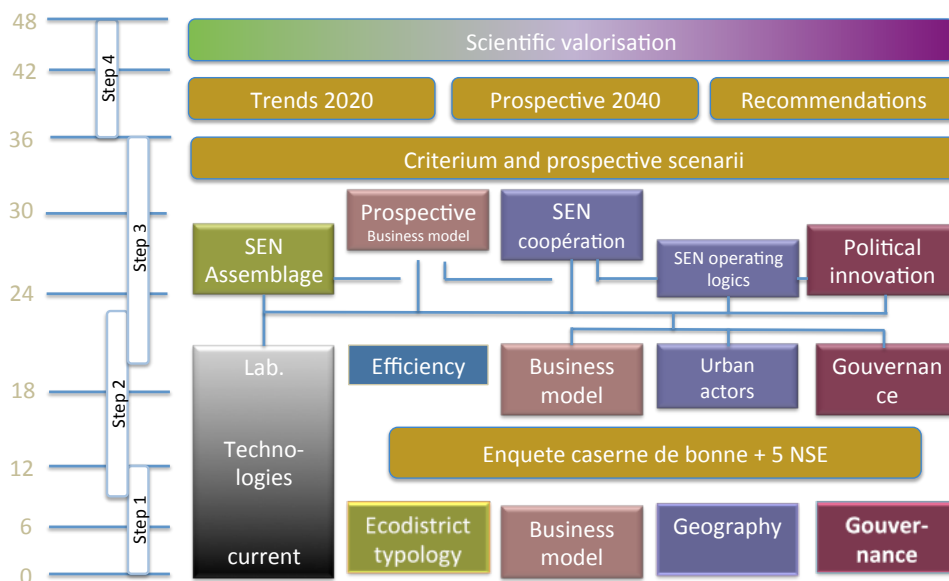 48
Scientific valorisation
Step 4
42
Trends 2020
Prospective 2040
Recommendations
36
Criterium and prospective scenarii
30
Step 3
Prospective
Business model
SEN
coopération
SEN
Assemblage
SEN operating
logics
Political
innovation
24
Lab.
Efficiency
Business
model
Urban
actors
Gouvernan
ce
18
Step 2
Techno-
logies
Enquete caserne de bonne + 5 NSE
12
Step 1
6
current
Ecodistrict
typology
Business
model
Geography
Gouver-
nance
0